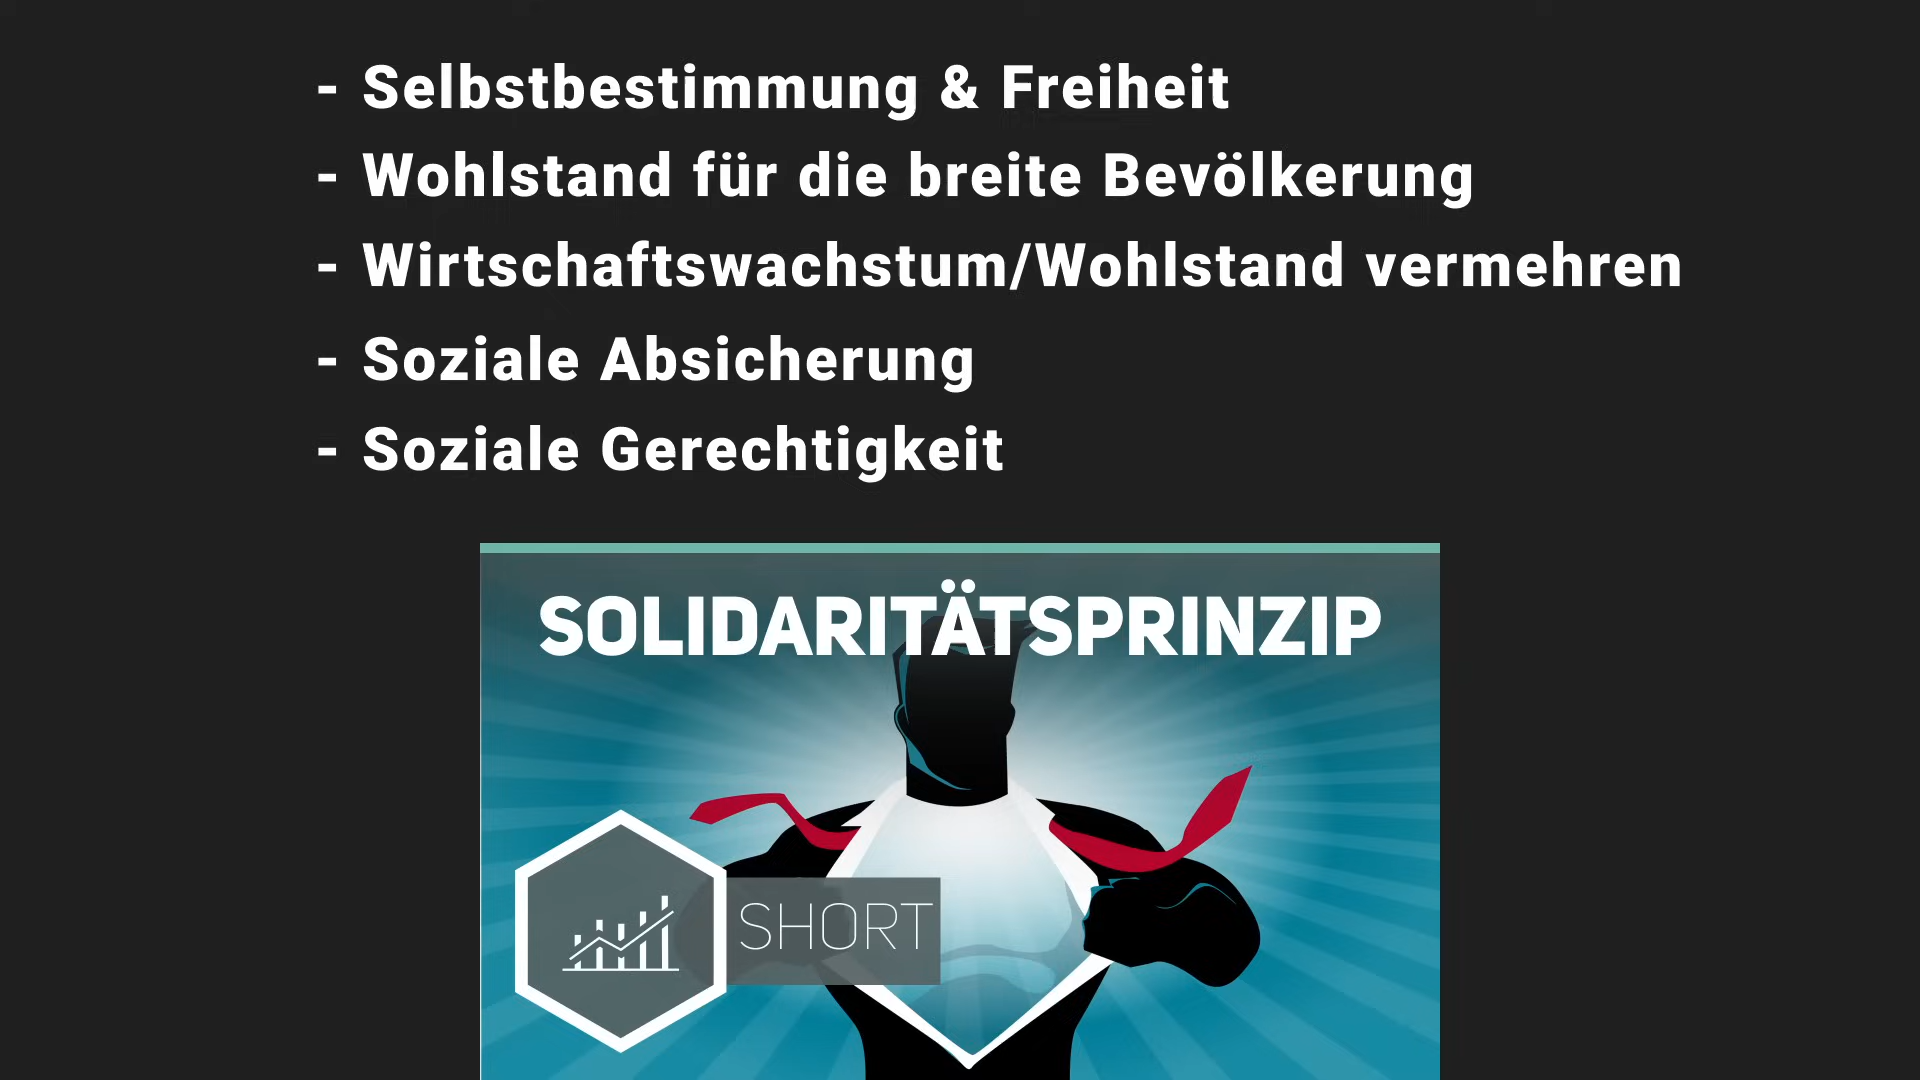 - Selbstbestimmung & Freiheit
- Wohlstand für die breite Bevölkerung
- Wirtschaftswachstum/Wohlstand vermehren
- Soziale Absicherung
- Soziale Gerechtigkeit
SOLIDARITÄTSPRINZIP
SHORT